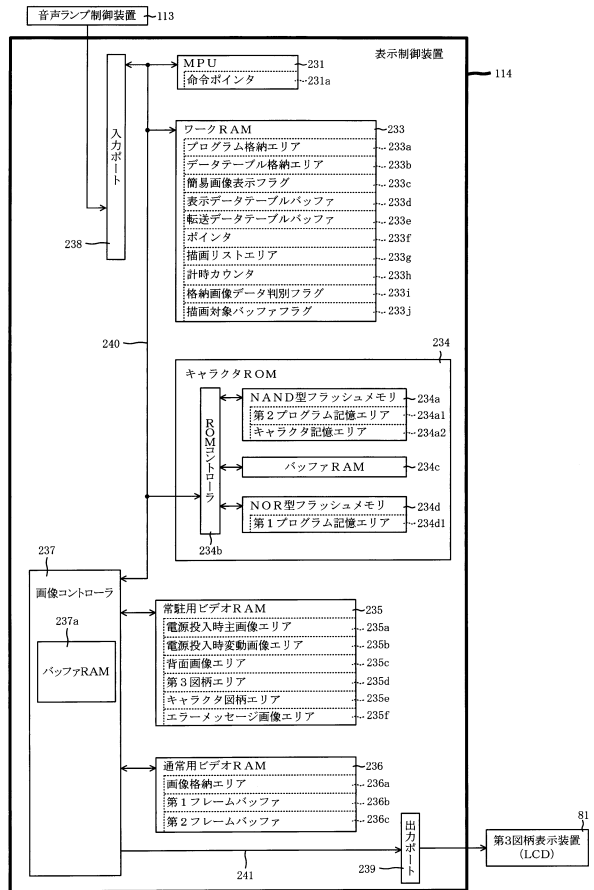 音声ランプ制御装置
113
表示制御装置
114
MPU
231
命令ポインタ
231a
入力ポート
238
ワークRAM
233
プログラム格納エリア
233a
データテーブル格納エリア
233b
簡易画像表示フラグ
233c
表示データテーブルバッファ
233d
転送データテーブルバッファ
233e
ポインタ
233f
描画リストエリア
233g
計時カウンタ
233h
格納画像データ判別フラグ
233i
描画対象バッファフラグ
233j
240
234
キャラクタROM
ROMコントローラ
234b
NAND型フラッシュメモリ
234a
第2プログラム記憶エリア
234a1
キャラクタ記憶エリア
234a2
バッファRAM
234c
NOR型フラッシュメモリ
234d
第1プログラム記憶エリア
234d1
237
画像コントローラ
237a
バッファRAM
常駐用ビデオRAM
235
電源投入時主画像エリア
235a
電源投入時変動画像エリア
235b
背面画像エリア
235c
第3図柄エリア
235d
キャラクタ図柄エリア
235e
エラーメッセージ画像エリア
235f
通常用ビデオRAM
236
画像格納エリア
236a
第1フレームバッファ
236b
第2フレームバッファ
236c
241
出力ポート
239
81
第3図柄表示装置
(LCD)